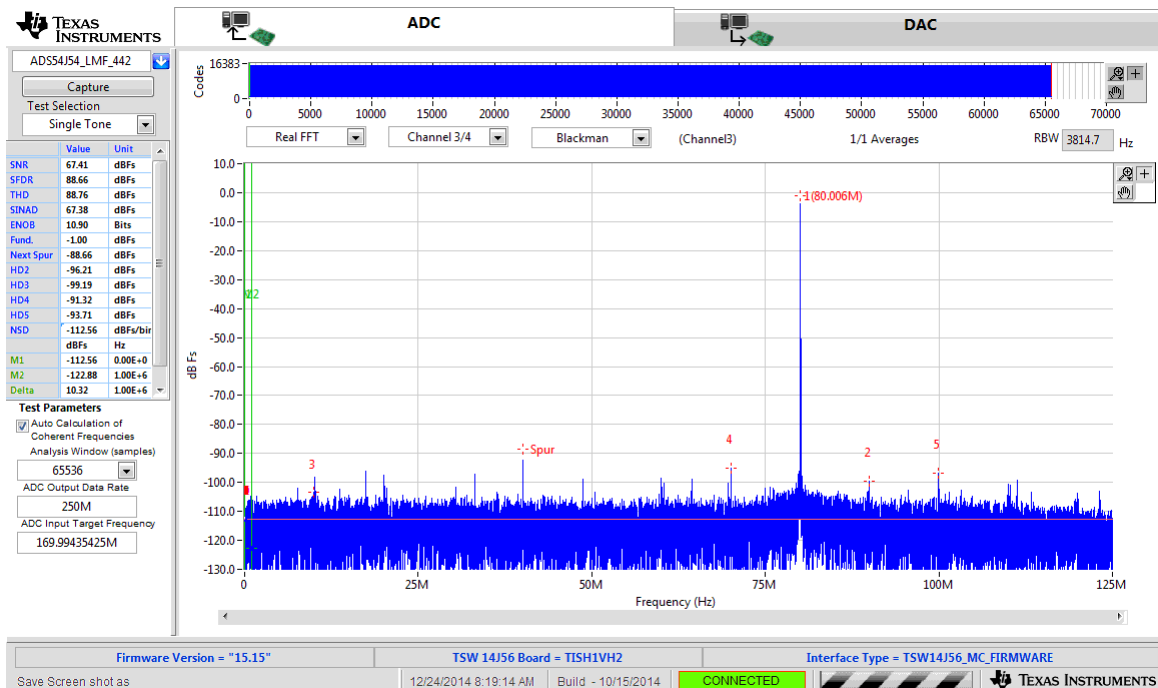 TEXAS INSTRUMENTS
ADC
DAC
ADS54J54_LMF_442
Capture
Test Selection
Single Tone
Value Unit
SNR 67.41 dBFs
SFDR 88.66 dBFs
THD 88.76 dBFs
SINAD 67.38 dBFs
ENOB 10.90 Bits
Fund. -1.00 dBFs
Next Spur -88.66 dBFs
HD2 -96.21 dBFs
HD3 -99.19 dBFs
HD4 -91.32 dBFs
HD5 -93.71 dBFs
NSD -112.56 dBFs/bin
dBFs Hz
M1 -112.56 0.00E+0
M2 -122.88 1.00E+6
Delta 10.32 1.00E+6
Test Parameters
Auto Calculation of
Coherent Frequencies
Analysis Window (samples)
65536
ADC Output Data Rate
250M
ADC Input Target Frequency
169.99435425M
Codes
16383
0
0 5000 10000 15000 20000 25000 30000 35000 40000 45000 50000 55000 60000 65000 70000
Real FFT Channel 3/4 Blackman (Channel3) 1/1 Averages RBW 3814.7 Hz
dB Fs
10.0
0.0
-10.0
-20.0
-30.0
-40.0
-50.0
-60.0
-70.0
-80.0
-90.0
-100.0
-110.0
-120.0
-130.0
1(80.006M)
Spur
3
4
2
5
0 25M 50M 75M 100M 125M
Frequency (Hz)
Firmware Version = "15.15" TSW 14J56 Board = TISH1VH2 Interface Type = TSW14J56_MC_FIRMWARE
Save Screen shot as 12/24/2014 8:19:14 AM Build - 10/15/2014 CONNECTED TEXAS INSTRUMENTS